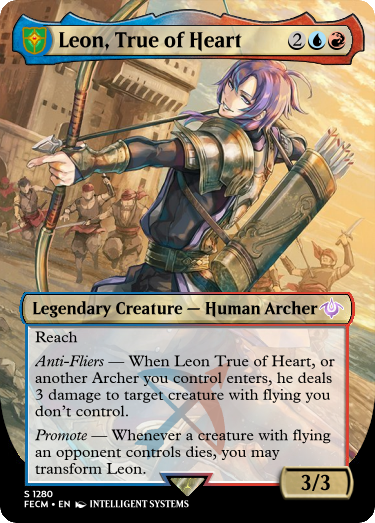 Leon, True of Heart 2
Legendary Creature — Human Archer
Reach
Anti-Fliers — When Leon True of Heart, or
another Archer you control enters, he deals
3 damage to target creature with flying you
don't control.
Promote — Whenever a creature with flying
an opponent controls dies, you may
transform Leon.
3/3
S 1280
FECM • EN INTELLIGENT SYSTEMS